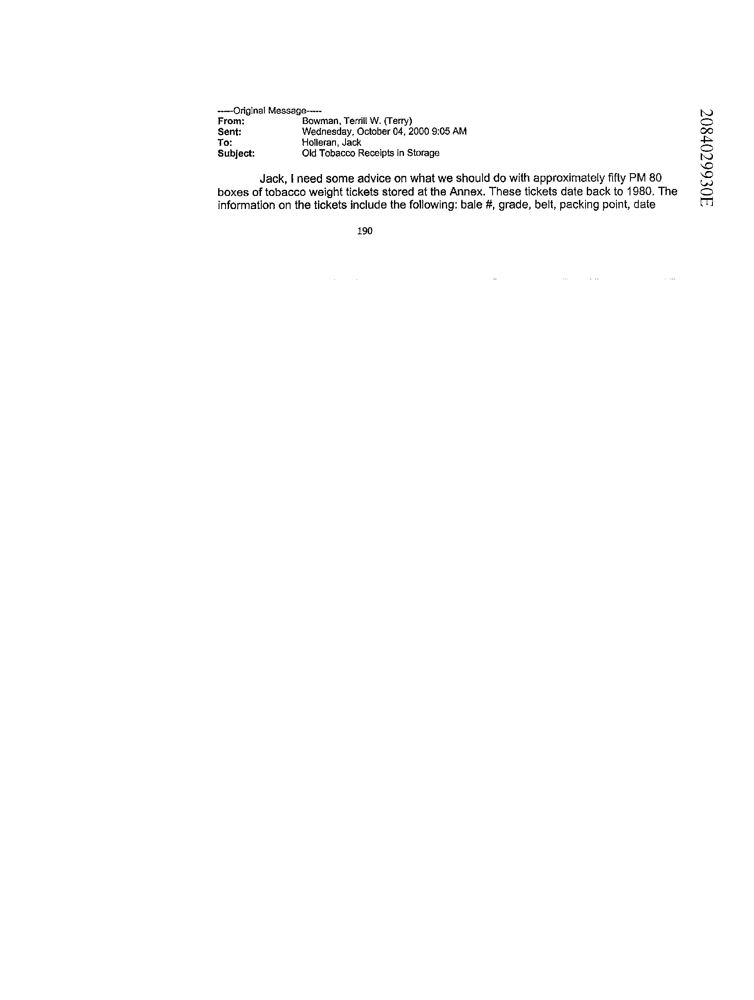 -----Original Message-----
From: Bowman, Terrill W. (Terry)
Sent: Wednesday, October 04, 2000 9:05 AM
To: Holleran, Jack
Subject: Old Tobacco Receipts in Storage
Jack, I need some advice on what we should do with approximately fifty PM 80
boxes of tobacco weight tickets stored at the Annex. These tickets date back to 1980. The
information on the tickets include the following: bale #, grade, belt, packing point, date
190
2084029930E